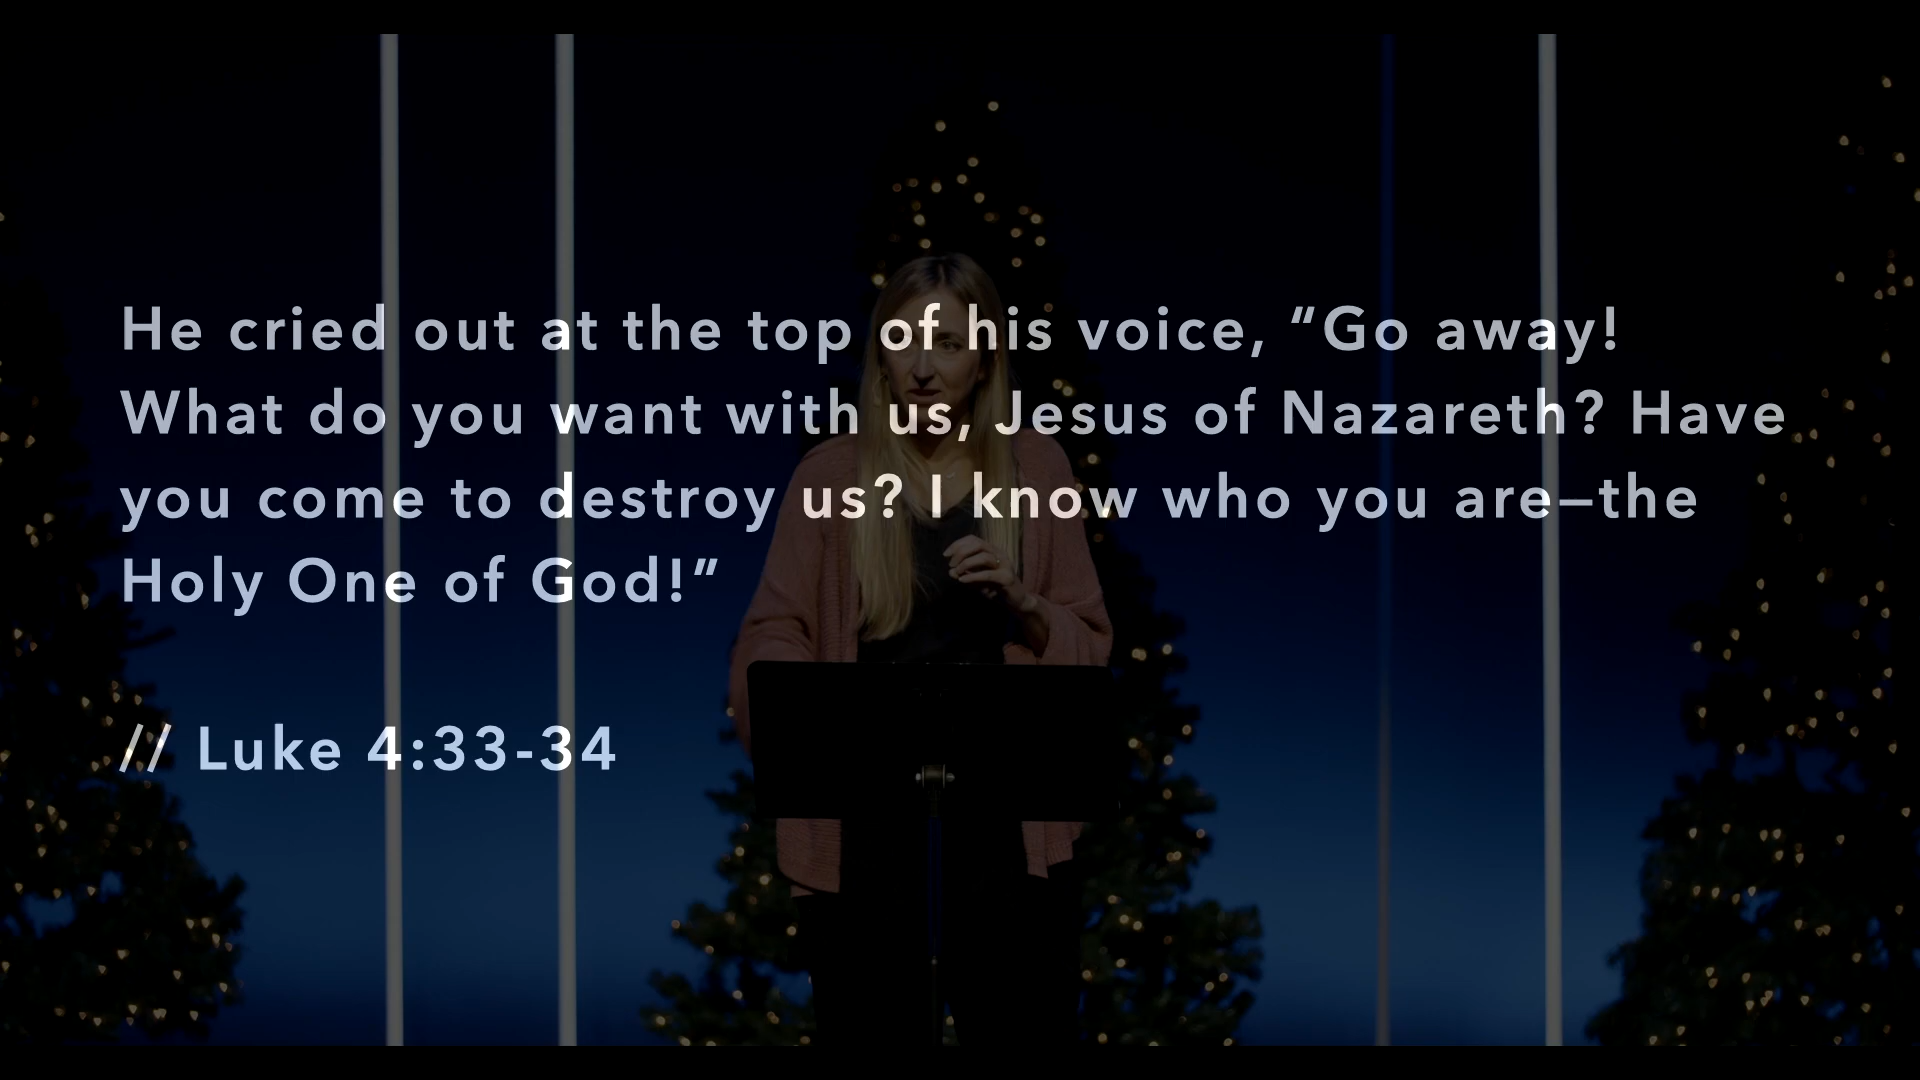 He cried out at the top of his voice, “Go away!
What do you want with us, Jesus of Nazareth? Have
you come to destroy us? I know who you are—the
Holy One of God!”
// Luke 4:33-34